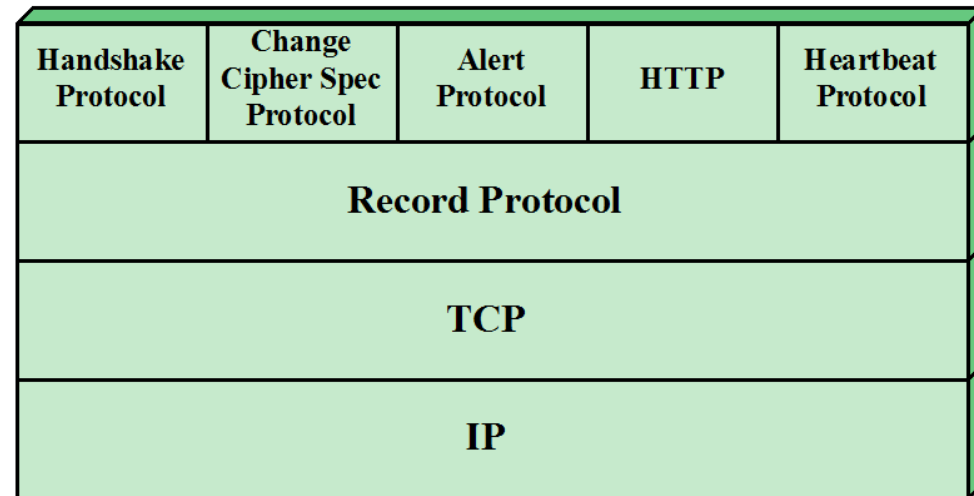 Handshake
Protocol
Change
Cipher Spec
Protocol
Alert
Protocol
HTTP
Heartbeat
Protocol
Record Protocol
TCP
IP